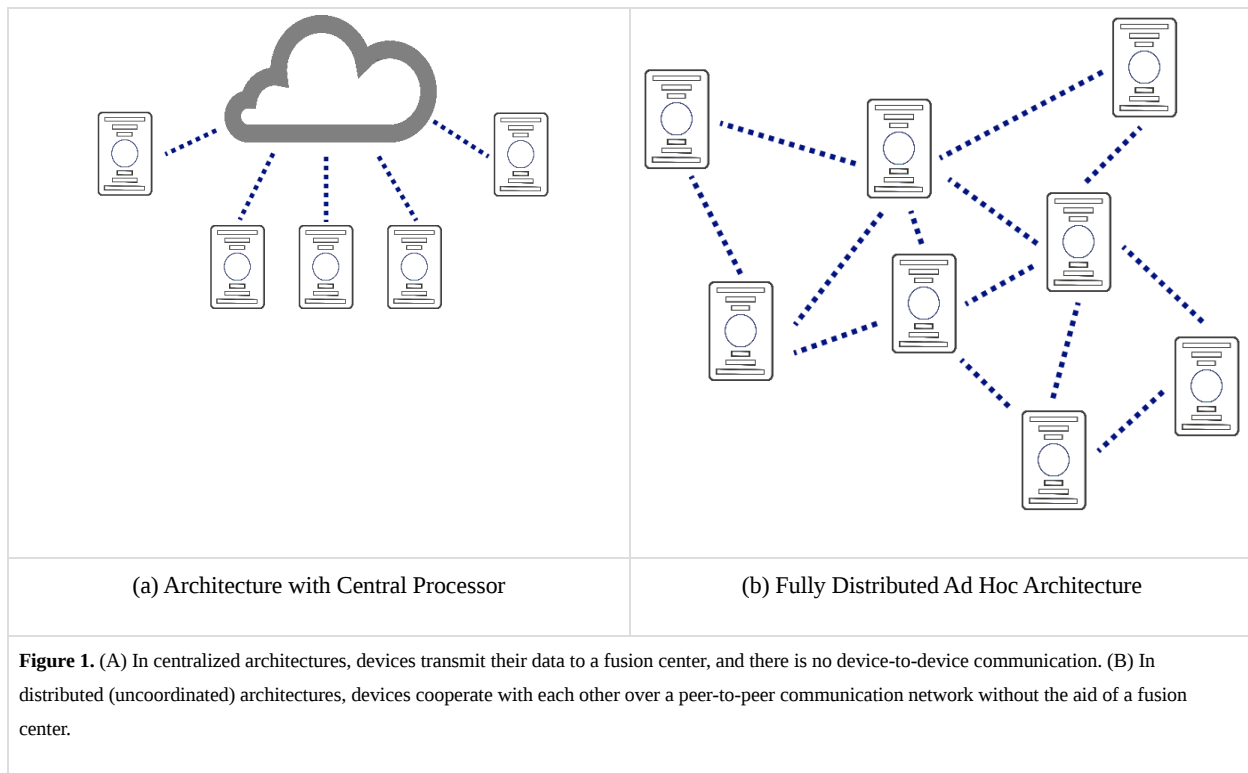 (a) Architecture with Central Processor
(b) Fully Distributed Ad Hoc Architecture
Figure 1. (A) In centralized architectures, devices transmit their data to a fusion center, and there is no device-to-device communication. (B) In
distributed (uncoordinated) architectures, devices cooperate with each other over a peer-to-peer communication network without the aid of a fusion
center.